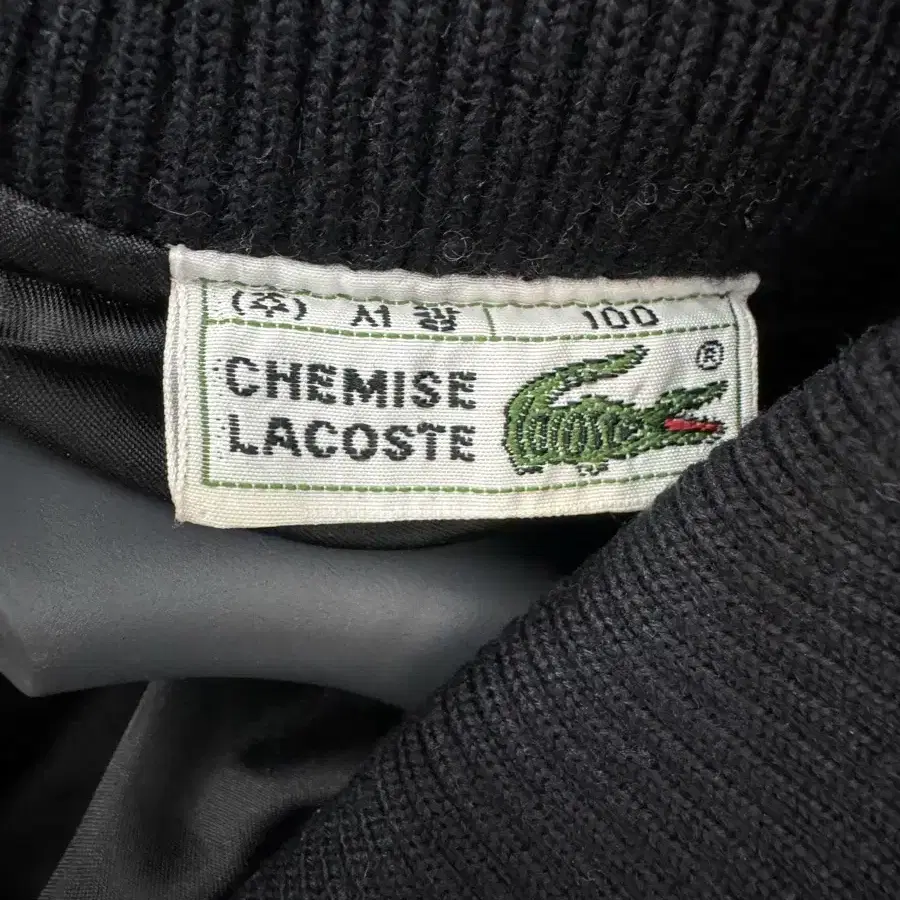 (주) 서광 100
CHEMISE
LACOSTE
®